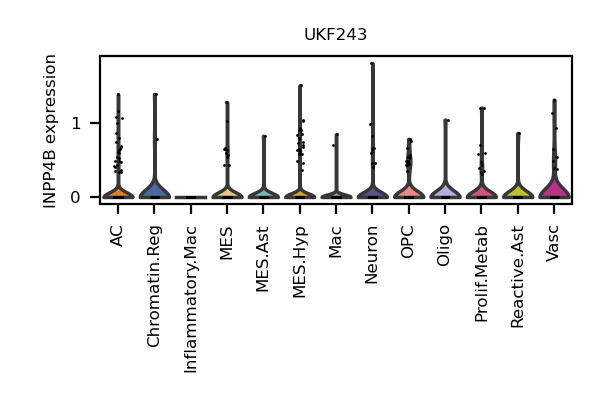 UKF243
INPP4B expression
1
0
AC
Chromatin.Reg
Inflammatory.Mac
MES
MES.Ast
MES.Hyp
Mac
Neuron
OPC
Oligo
Prolif.Metab
Reactive.Ast
Vasc